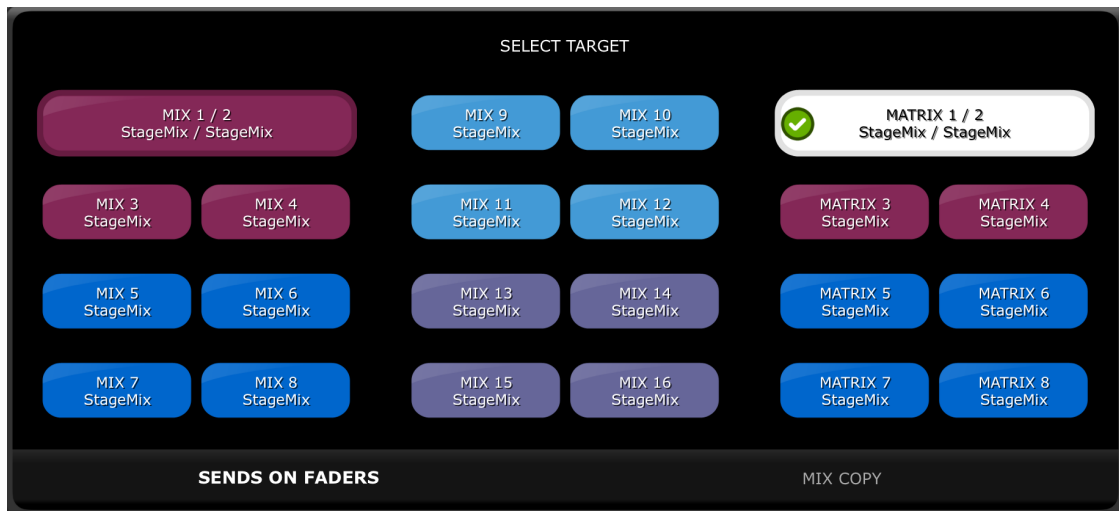 SELECT TARGET
MIX 1 / 2
StageMix / StageMix
MIX 9
StageMix
MIX 10
StageMix
MATRIX 1 / 2
StageMix / StageMix
MIX 3
StageMix
MIX 4
StageMix
MIX 11
StageMix
MIX 12
StageMix
MATRIX 3
StageMix
MATRIX 4
StageMix
MIX 5
StageMix
MIX 6
StageMix
MIX 13
StageMix
MIX 14
StageMix
MATRIX 5
StageMix
MATRIX 6
StageMix
MIX 7
StageMix
MIX 8
StageMix
MIX 15
StageMix
MIX 16
StageMix
MATRIX 7
StageMix
MATRIX 8
StageMix
SENDS ON FADERS
MIX COPY